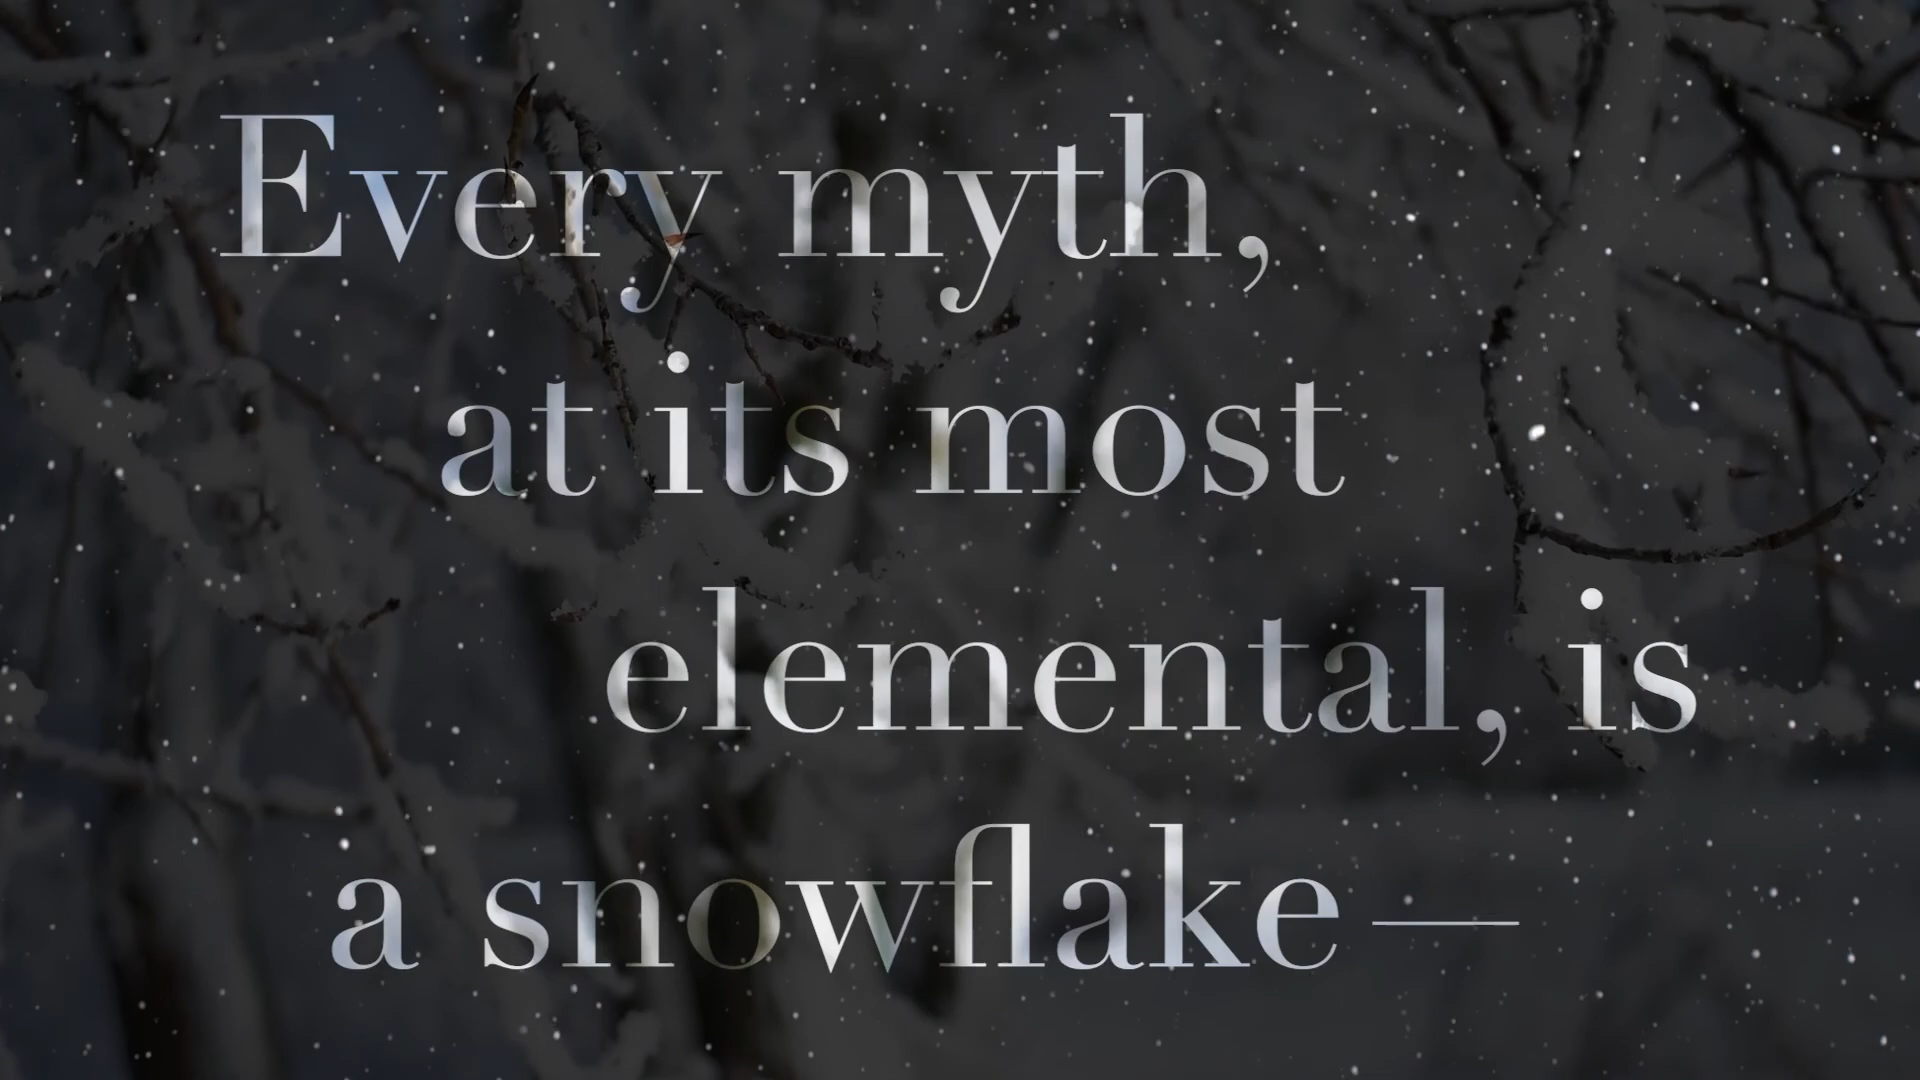 Every myth,
at its most
elemental, is
a snowflake—